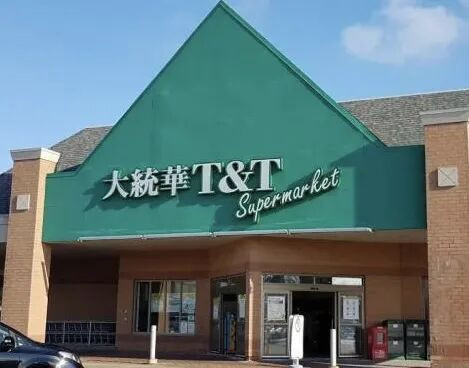 大統華 T&T
Supermarket